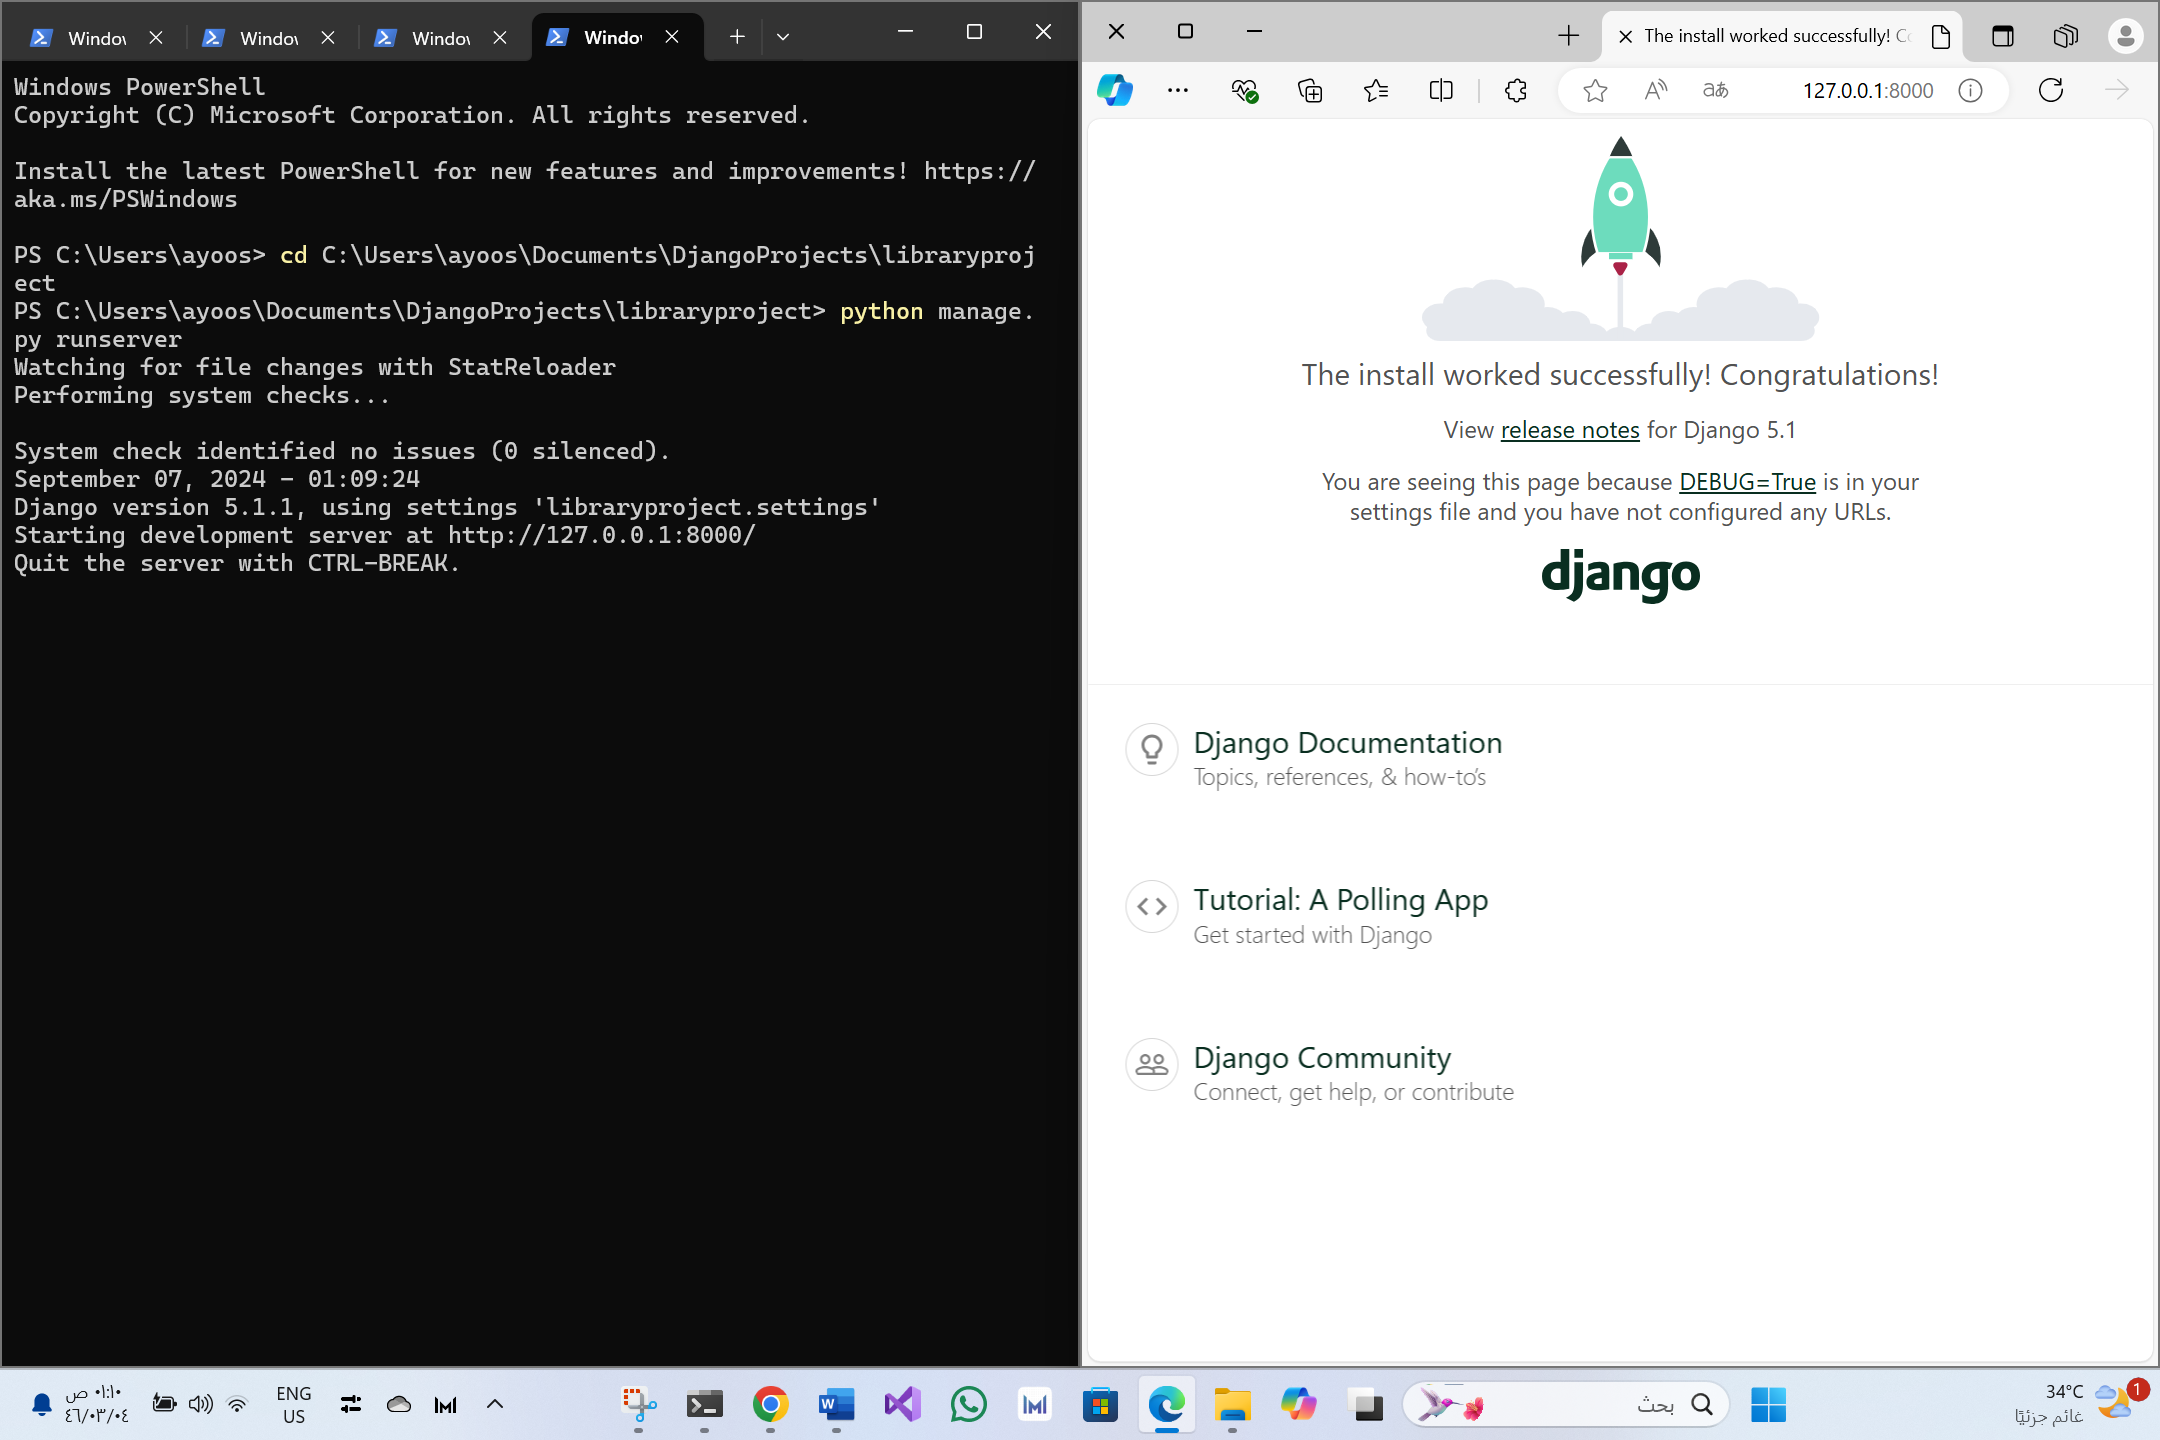 Windov
Windov
Windov
Windov
Windows PowerShell
Copyright (C) Microsoft Corporation. All rights reserved.
Install the latest PowerShell for new features and improvements! https://
aka.ms/PSWindows
PS C:\Users\ayoos> cd C:\Users\ayoos\Documents\DjangoProjects\libraryproj
ect
PS C:\Users\ayoos\Documents\DjangoProjects\libraryproject> python manage.
py runserver
Watching for file changes with StatReloader
Performing system checks...
System check identified no issues (0 silenced).
September 07, 2024 - 01:09:24
Django version 5.1.1, using settings 'libraryproject.settings'
Starting development server at http://127.0.0.1:8000/
Quit the server with CTRL-BREAK.
The install worked successfully! Co
127.0.0.1:8000
The install worked successfully! Congratulations!
View release notes for Django 5.1
You are seeing this page because DEBUG=True is in your
settings file and you have not configured any URLs.
django
Django Documentation
Topics, references, & how-to's
Tutorial: A Polling App
Get started with Django
Django Community
Connect, get help, or contribute
٠١:١٠ ص
٤٦/٠٣/٠٤
ENG
US
بحث
34°C
غائم جزئيًا
1